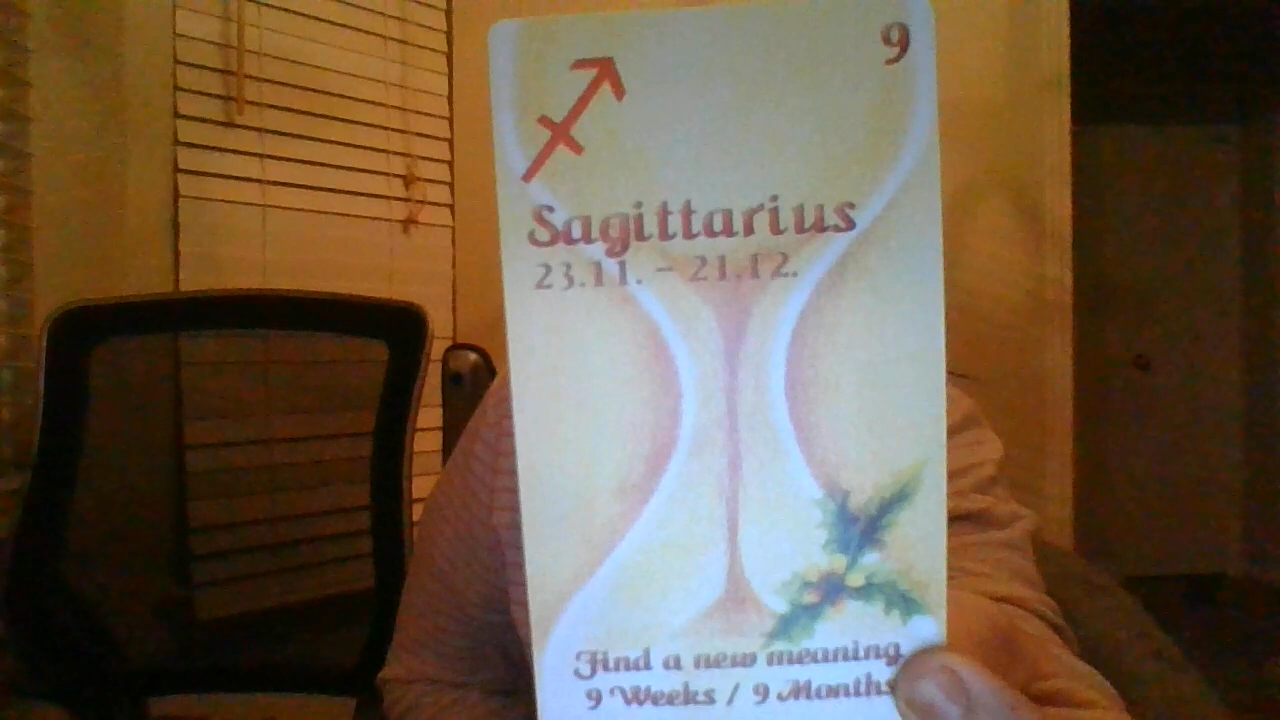 9
Sagittarius
23.11. - 21.12.
Find a new meaning
9 Weeks / 9 Months